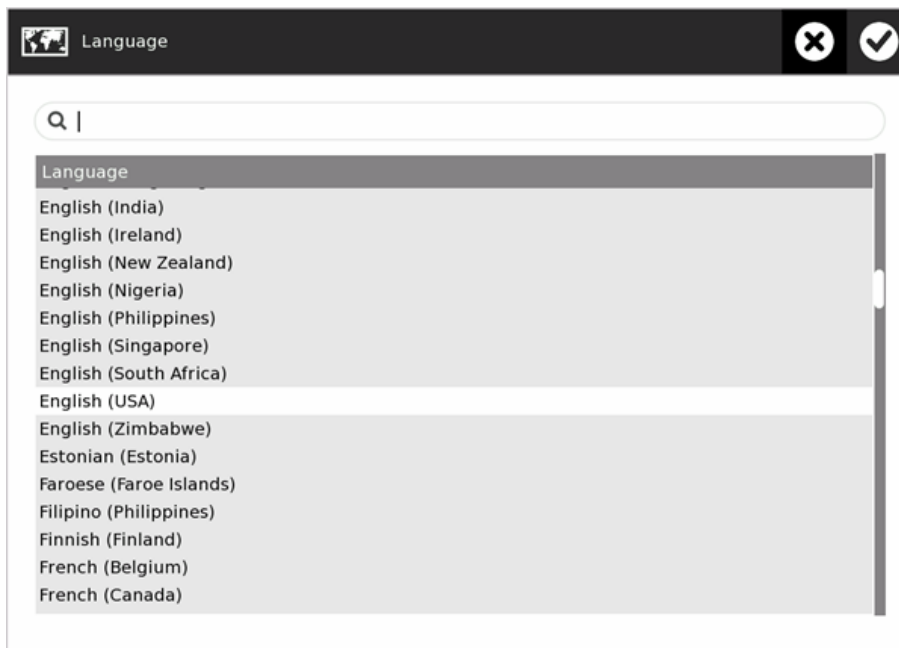 Language
Language
English (India)
English (Ireland)
English (New Zealand)
English (Nigeria)
English (Philippines)
English (Singapore)
English (South Africa)
English (USA)
English (Zimbabwe)
Estonian (Estonia)
Faroese (Faroe Islands)
Filipino (Philippines)
Finnish (Finland)
French (Belgium)
French (Canada)